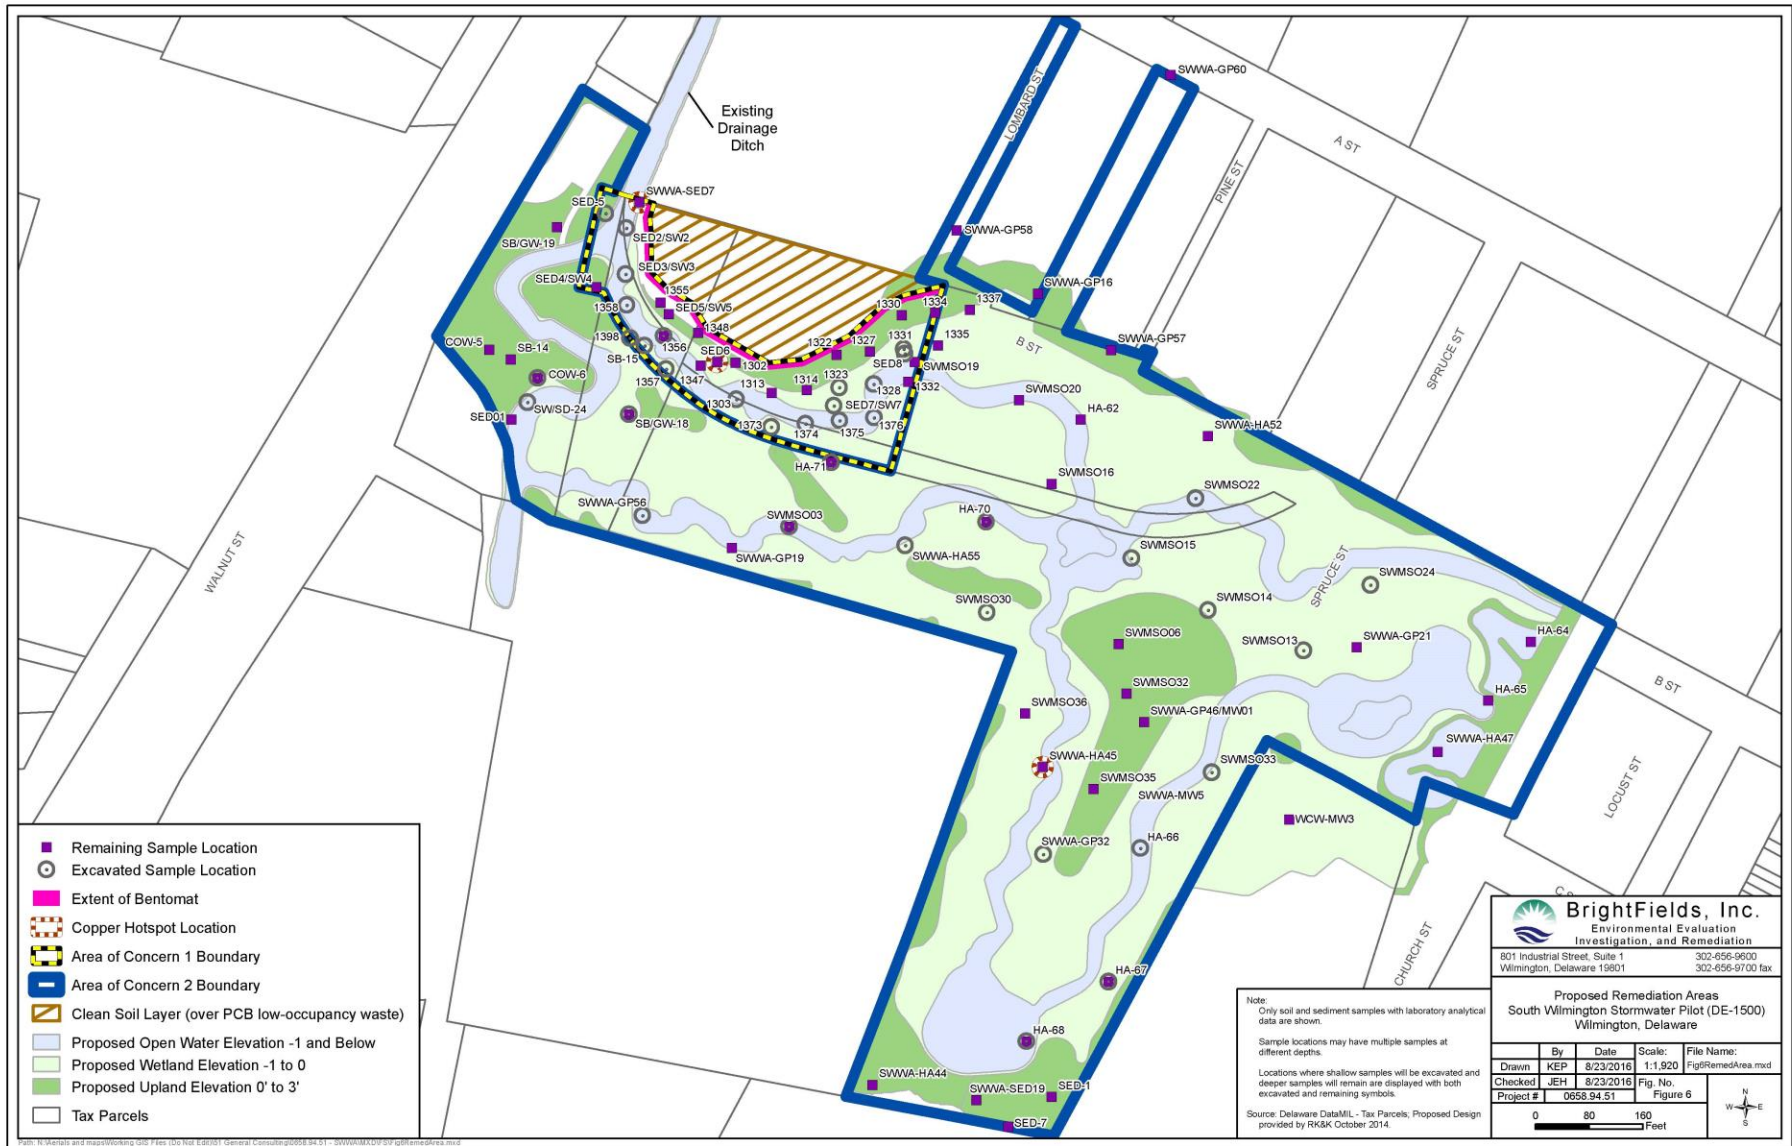 Existing
Drainage
Ditch
LOMBARD ST
SWWA-GP60
A ST
PINE ST
SWWA-SED7
SED-5
SED2/SW2
SB/GW-19
SWWA-GP58
SED3/SW3
SED4/SW4
1355
SED5/SW5
1358
1348
1330
1334
1337
SWWA-GP16
1398
1356
SED6
1322
1327
1331
1335
B ST
SWWA-GP57
SPRUCE ST
COW-5
SB-14
SB-15
1302
SED8
SWMSO19
COW-6
1357
1347
1313
1314
1323
1328
1332
SWMSO20
SW/SD-24
1303
SED7/SW7
HA-62
SED01
SB/GW-18
1373
1374
1375
1376
SWWA-HA52
HA-71
SWMSO16
SWMSO22
SWWA-GP56
SWMSO03
HA-70
SWWA-GP19
SWWA-HA55
SWMSO15
WALNUT ST
SPRUCE ST
SWMSO24
SWMSO30
SWMSO14
SWMSO06
SWMSO13
SWWA-GP21
HA-64
SWMSO32
B ST
HA-65
SWMSO36
SWWA-GP46/MW01
SWWA-HA45
SWMSO33
SWWA-HA47
SWMSO35
SWWA-MW5
LOCUST ST
WCW-MW3
SWWA-GP32
HA-66
CHURCH ST
HA-67
HA-68
SWWA-HA44
SWWA-SED19
SED-1
SED-7
Remaining Sample Location
Excavated Sample Location
Extent of Bentomat
Copper Hotspot Location
Area of Concern 1 Boundary
Area of Concern 2 Boundary
Clean Soil Layer (over PCB low-occupancy waste)
Proposed Open Water Elevation -1 and Below
Proposed Wetland Elevation -1 to 0
Proposed Upland Elevation 0' to 3'
Tax Parcels
Note:
Only soil and sediment samples with laboratory analytical
data are shown.
Sample locations may have multiple samples at
different depths.
Locations where shallow samples will be excavated and
deeper samples will remain are displayed with both
excavated and remaining symbols.
Source: Delaware DataMIL - Tax Parcels; Proposed Design
provided by RK&K October 2014.
BrightFields, Inc.
Environmental Evaluation
Investigation, and Remediation
801 Industrial Street, Suite 1 302-656-9600
Wilmington, Delaware 19801 302-656-9700 fax
Proposed Remediation Areas
South Wilmington Stormwater Pilot (DE-1500)
Wilmington, Delaware
By Date Scale: File Name:
Drawn KEP 8/23/2016 1:1,920 Fig6RemedArea.mxd
Checked JEH 8/23/2016 Fig. No.
Project # 0658.94.51 Figure 6
0 80 160
Feet
N
W E
S